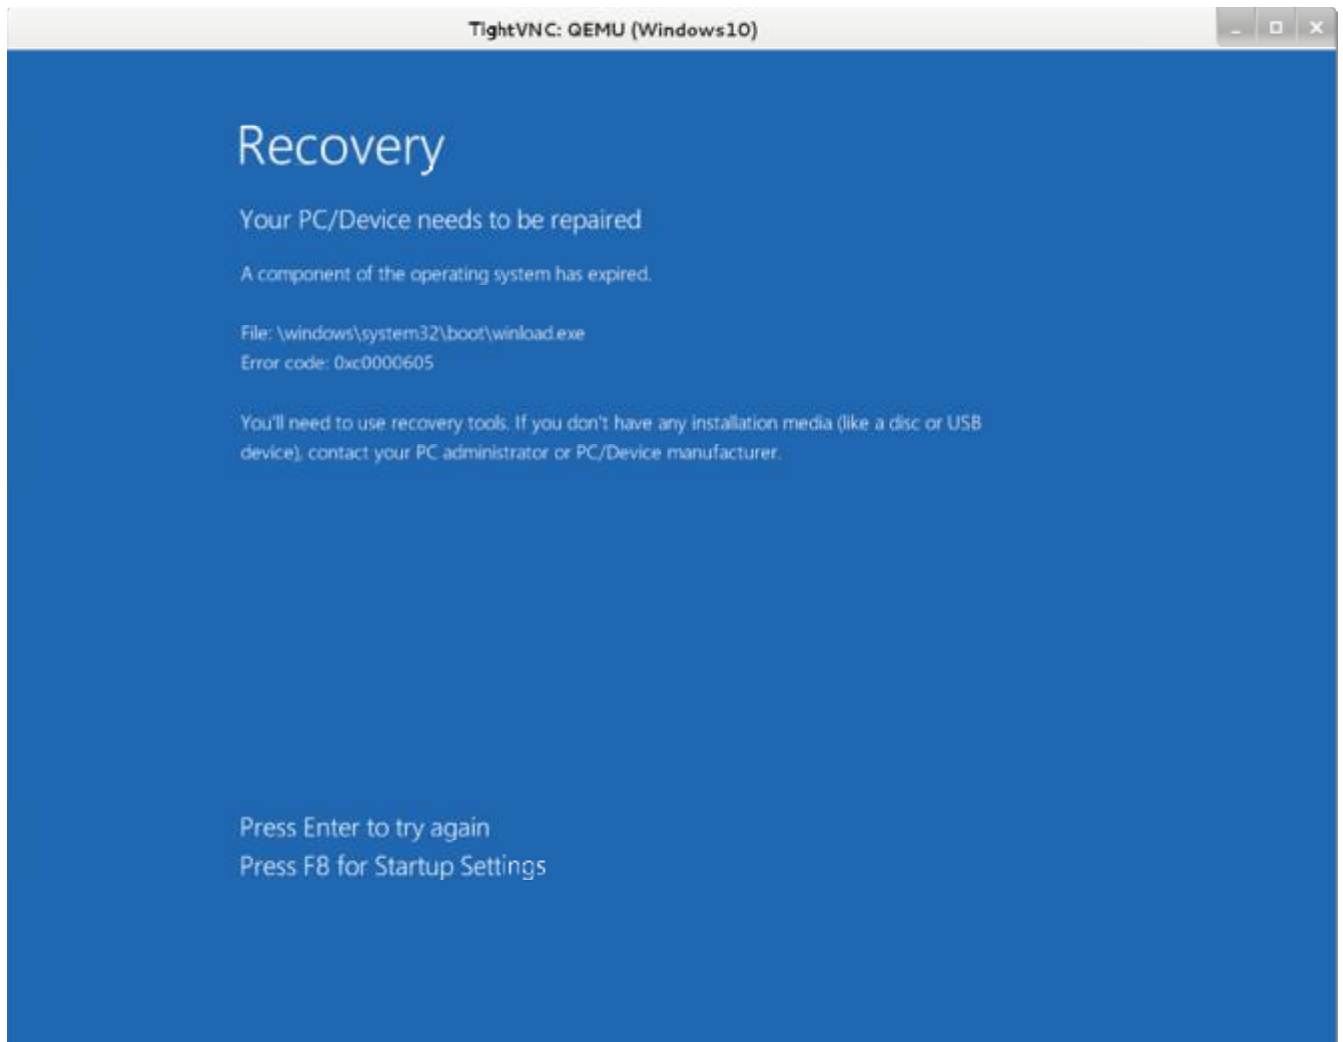 TightVNC: QEMU (Windows10)
Recovery
Your PC/Device needs to be repaired
A component of the operating system has expired.
File: \windows\system32\boot\winload.exe
Error code: 0xc0000605
You'll need to use recovery tools. If you don't have any installation media (like a disc or USB
device), contact your PC administrator or PC/Device manufacturer.
Press Enter to try again
Press F8 for Startup Settings